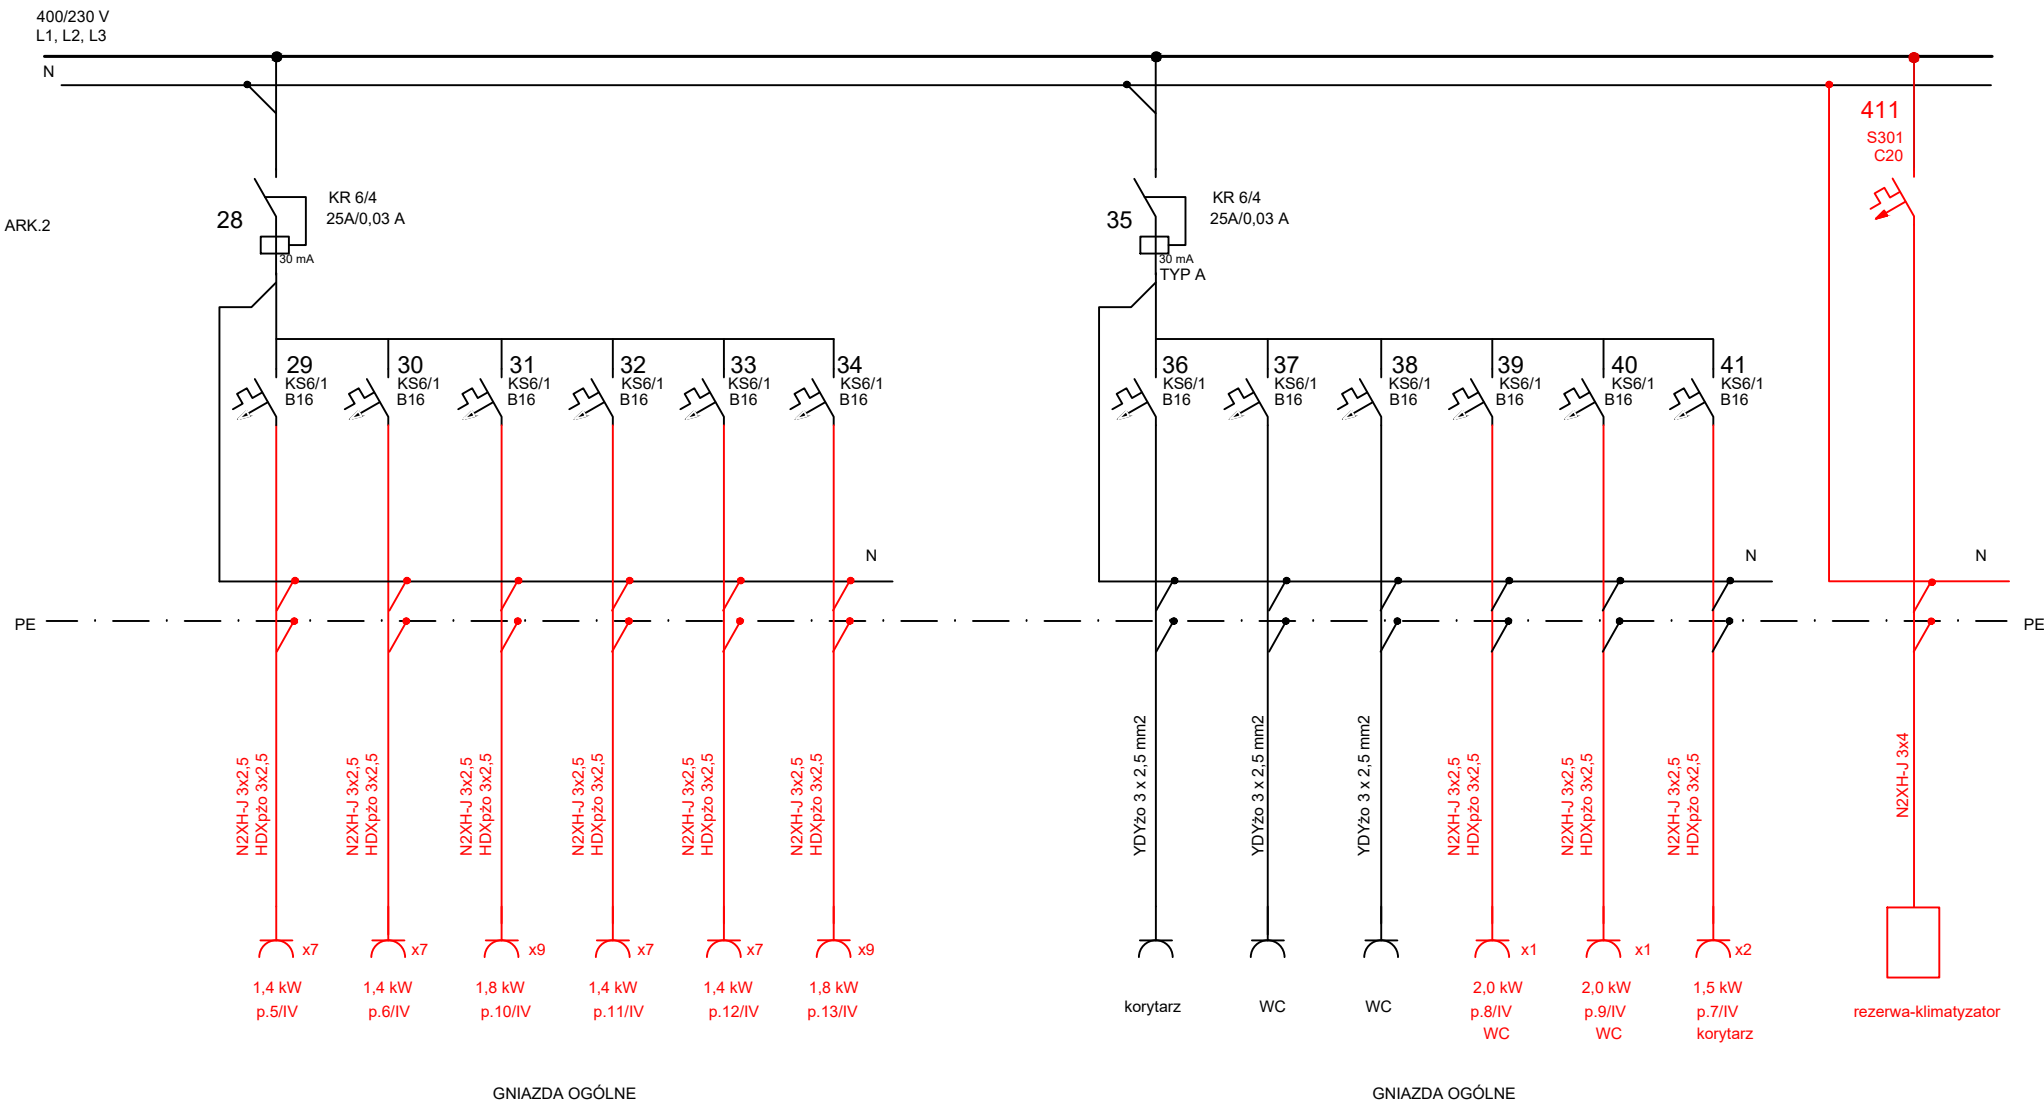 400/230 V
L1, L2, L3
N
ARK.2
28
KR 6/4
25A/0,03 A
30 mA
35
KR 6/4
25A/0,03 A
30 mA
TYP A
411
S301
C20
29
KS6/1
B16
30
KS6/1
B16
31
KS6/1
B16
32
KS6/1
B16
33
KS6/1
B16
34
KS6/1
B16
36
KS6/1
B16
37
KS6/1
B16
38
KS6/1
B16
39
KS6/1
B16
40
KS6/1
B16
41
KS6/1
B16
N
N
N
PE
PE
N2XH-J 3x2,5
HDXpżo 3x2,5
N2XH-J 3x2,5
HDXpżo 3x2,5
N2XH-J 3x2,5
HDXpżo 3x2,5
N2XH-J 3x2,5
HDXpżo 3x2,5
N2XH-J 3x2,5
HDXpżo 3x2,5
N2XH-J 3x2,5
HDXpżo 3x2,5
YDYżo 3 x 2,5 mm2
YDYżo 3 x 2,5 mm2
YDYżo 3 x 2,5 mm2
N2XH-J 3x2,5
HDXpżo 3x2,5
N2XH-J 3x2,5
HDXpżo 3x2,5
N2XH-J 3x2,5
HDXpżo 3x2,5
N2XH-J 3x4
x7
1,4 kW
p.5/IV
x7
1,4 kW
p.6/IV
x9
1,8 kW
p.10/IV
x7
1,4 kW
p.11/IV
x7
1,4 kW
p.12/IV
x9
1,8 kW
p.13/IV
korytarz
WC
WC
x1
2,0 kW
p.8/IV
WC
x1
2,0 kW
p.9/IV
WC
x2
1,5 kW
p.7/IV
korytarz
rezerwa-klimatyzator
GNIAZDA OGÓLNE
GNIAZDA OGÓLNE